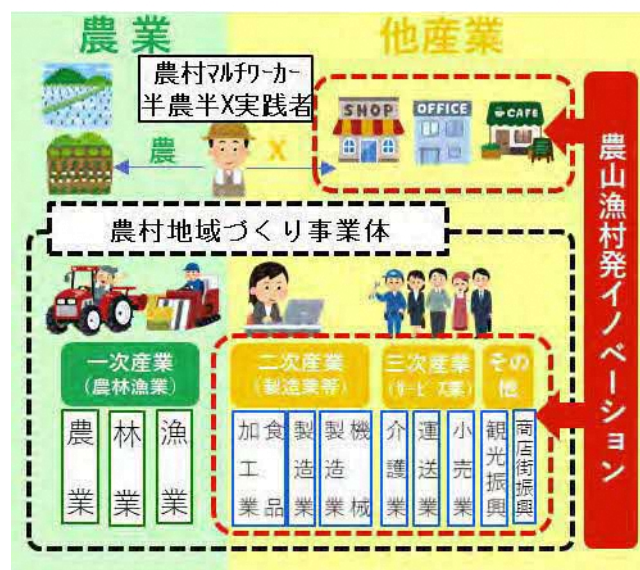 農業
他産業
農村マルチワーカー
半農半X実践者
SHOP
OFFICE
CAFE
農
X
農山漁村発イノベーション
農村地域づくり事業体
一次産業
(農林漁業)
二次産業
(製造業等)
三次産業
(サービス業)
その他
農業
林業
漁業
食品加工業
製造業
機械製造業
介護業
運送業
小売業
観光振興
商店街振興